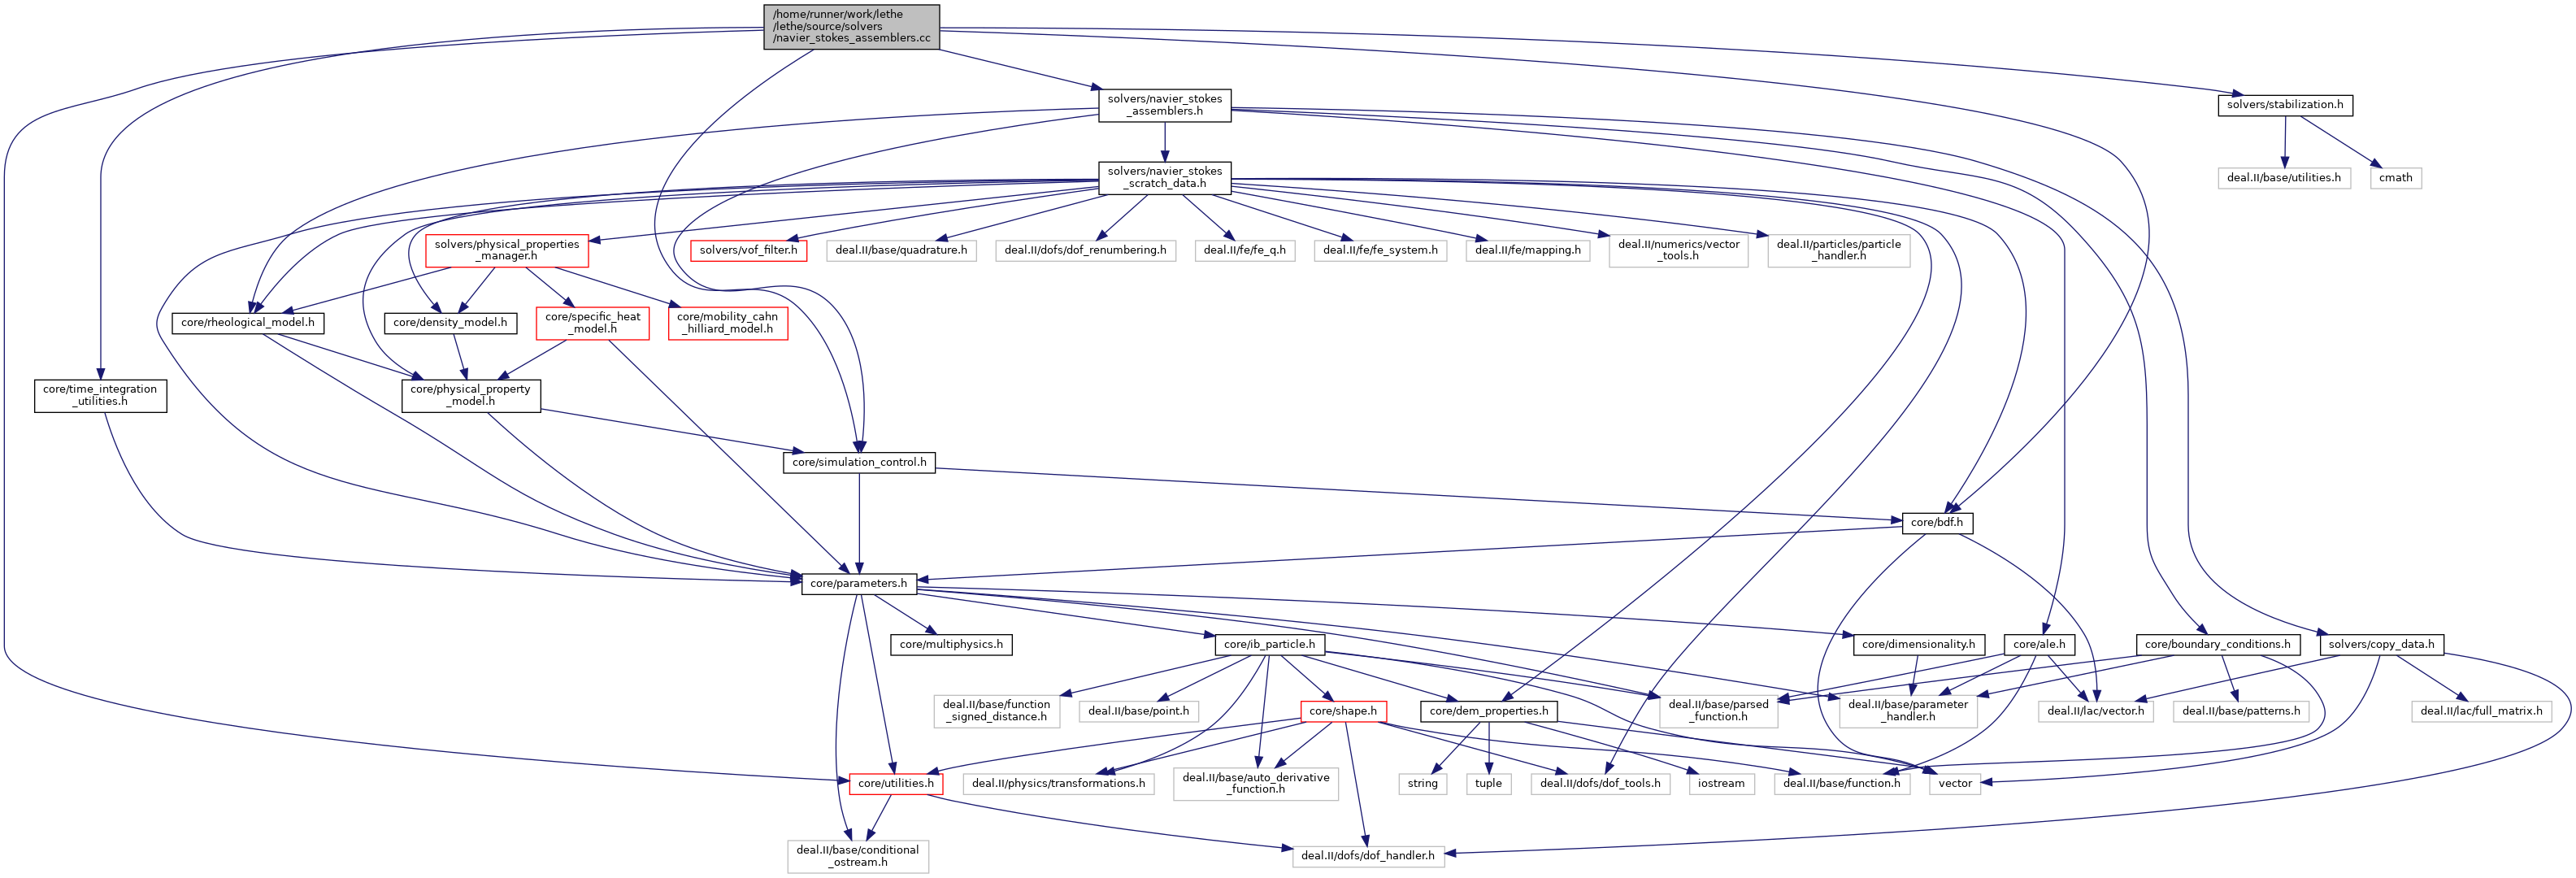 /home/runner/work/lethe
/lethe/source/solvers
/navier_stokes_assemblers.cc
solvers/navier_stokes
_assemblers.h
solvers/stabilization.h
solvers/navier_stokes
_scratch_data.h
deal.II/base/utilities.h
cmath
solvers/physical_properties
_manager.h
solvers/vof_filter.h
deal.II/base/quadrature.h
deal.II/dofs/dof_renumbering.h
deal.II/fe/fe_q.h
deal.II/fe/fe_system.h
deal.II/fe/mapping.h
deal.II/numerics/vector
_tools.h
deal.II/particles/particle
_handler.h
core/rheological_model.h
core/density_model.h
core/specific_heat
_model.h
core/mobility_cahn
_hilliard_model.h
core/time_integration
_utilities.h
core/physical_property
_model.h
core/simulation_control.h
core/bdf.h
core/parameters.h
core/multiphysics.h
core/ib_particle.h
core/dimensionality.h
core/ale.h
core/boundary_conditions.h
solvers/copy_data.h
deal.II/base/function
_signed_distance.h
deal.II/base/point.h
core/shape.h
core/dem_properties.h
deal.II/base/parsed
_function.h
deal.II/base/parameter
_handler.h
deal.II/lac/vector.h
deal.II/base/patterns.h
deal.II/lac/full_matrix.h
core/utilities.h
deal.II/physics/transformations.h
deal.II/base/auto_derivative
_function.h
string
tuple
deal.II/dofs/dof_tools.h
iostream
deal.II/base/function.h
vector
deal.II/base/conditional
_ostream.h
deal.II/dofs/dof_handler.h